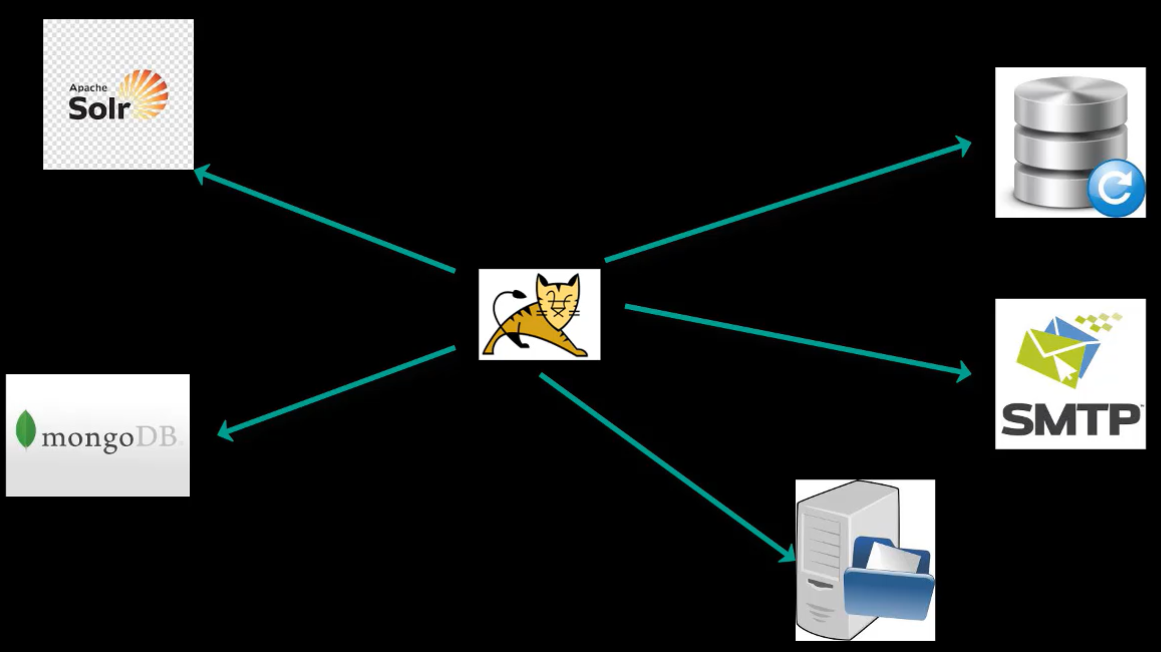 Apache
Solr
mongoDB
SMTP